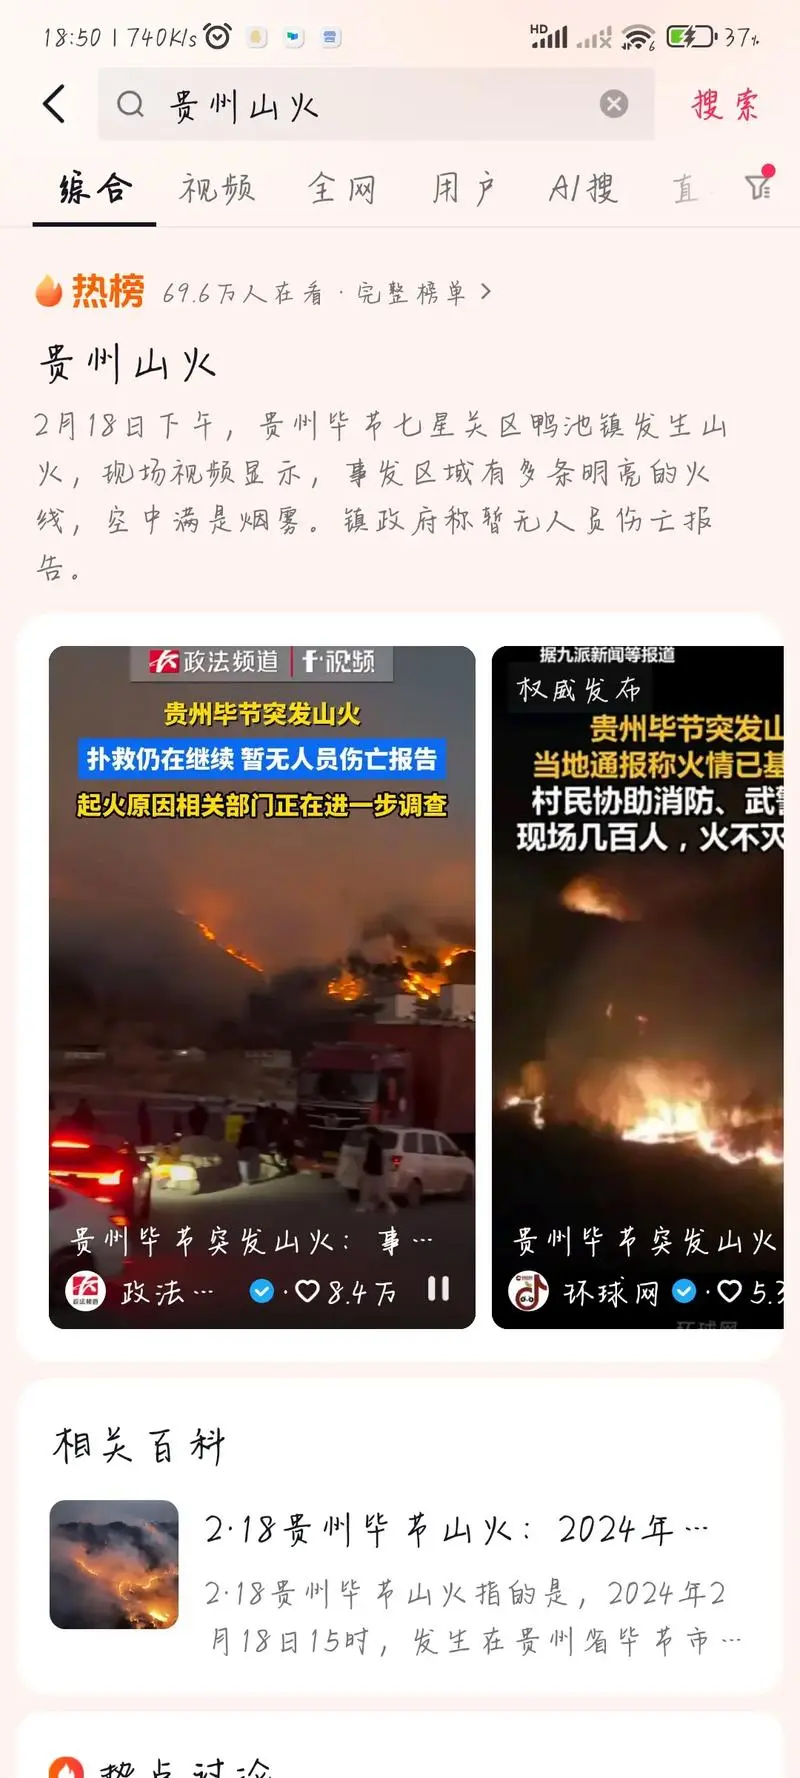 18:50 | 740K/s
HD
6
37%
贵州山火
搜索
综合 视频 全网 用户 AI搜 直
热榜 69.6万人在看·完整榜单 >
贵州山火
2月18日下午，贵州毕节七星关区鸭池镇发生山
火，现场视频显示，事发区域有多条明亮的火
线，空中满是烟雾。镇政府称暂无人员伤亡报
告。
政法频道 | f·视频
贵州毕节突发山火
扑救仍在继续 暂无人员伤亡报告
起火原因相关部门正在进一步调查
贵州毕节突发山火：事…
政法频道
政法… · 8.4万
据九派新闻等报道
权威发布
贵州毕节突发山
当地通报称火情已基
村民协助消防、武警
现场几百人，火不灭
贵州毕节突发山火
环球网 · 5.3
环球网
相关百科
2·18贵州毕节山火：2024年…
2·18贵州毕节山火指的是，2024年2
月18日15时，发生在贵州省毕节市…
热点讨论